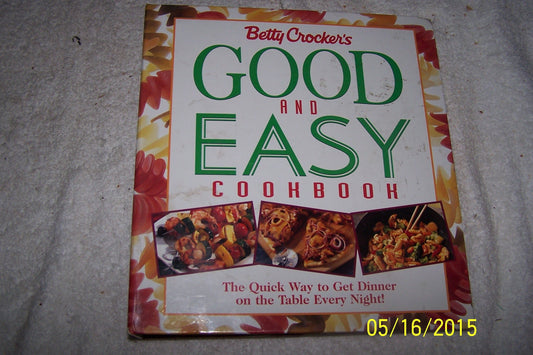 Betty Crocker's
GOOD
AND
EASY
COOKBOOK
The Quick Way to Get Dinner
on the Table Every Night!
05/16/2015